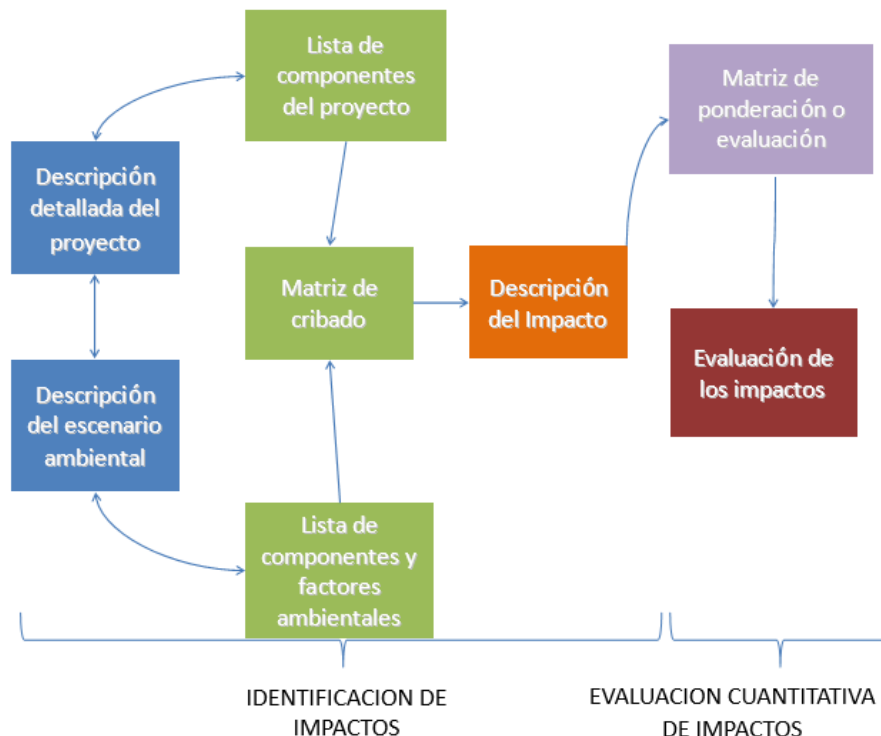 Lista de
componentes
del proyecto
Matriz de
ponderación o
evaluación
Descripción
detallada del
proyecto
Matriz de
cribado
Descripción
del Impacto
Evaluación de
los impactos
Descripción
del escenario
ambiental
Lista de
componentes y
factores
ambientales
IDENTIFICACION DE
IMPACTOS
EVALUACION CUANTITATIVA
DE IMPACTOS